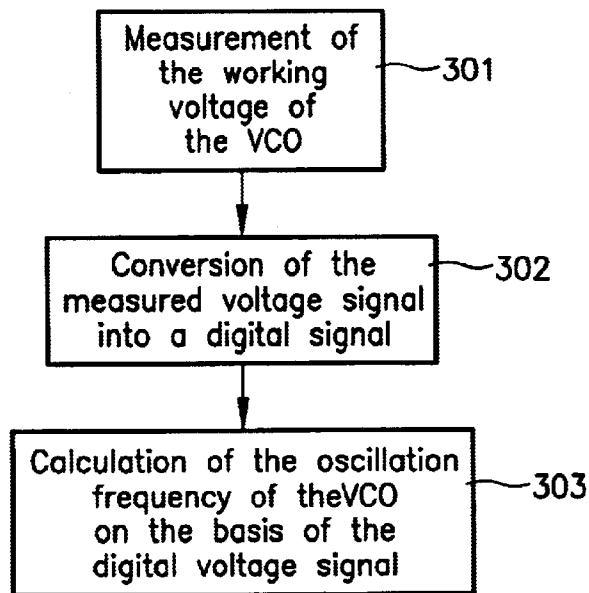 Measurement of
the working
voltage of
the VCO
301
Conversion of the
measured voltage signal
into a digital signal
302
Calculation of the oscillation
frequency of theVCO
on the basis of the
digital voltage signal
303